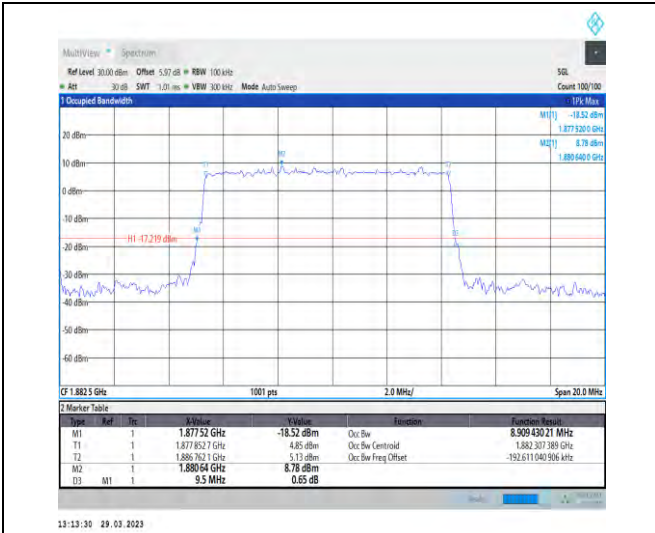 MultiView Spectrum
Ref Level 30.00 dBm Offset 5.97 dB RBW 100 kHz SGL
Att 30 dB SWT 1.01 ms VBW 300 kHz Mode Auto Sweep Count 100/100
1 Occupied Bandwidth 1Pk Max
M1[1] -18.52 dBm
1.877 520 0 GHz
M2[1] 8.78 dBm
1.880 640 0 GHz
20 dBm
10 dBm
0 dBm
-10 dBm
-20 dBm
-30 dBm
-40 dBm
-50 dBm
-60 dBm
M2
T1
M1
D3
H1 -17.219 dBm
CF 1.882 5 GHz 1001 pts 2.0 MHz/ Span 20.0 MHz
2 Marker Table
Type Ref Trc X-Value Y-Value Function Function Result
M1 1 1.877 52 GHz -18.52 dBm Occ Bw 8.909 430 21 MHz
T1 1 1.877 852 7 GHz 4.85 dBm Occ Bw Centroid 1.882 307 389 GHz
T2 1 1.886 762 1 GHz 5.13 dBm Occ Bw Freq Offset -192.611 040 906 kHz
M2 1 1.880 64 GHz 8.78 dBm
D3 M1 1 9.5 MHz 0.65 dB
13:13:30 29.03.2023